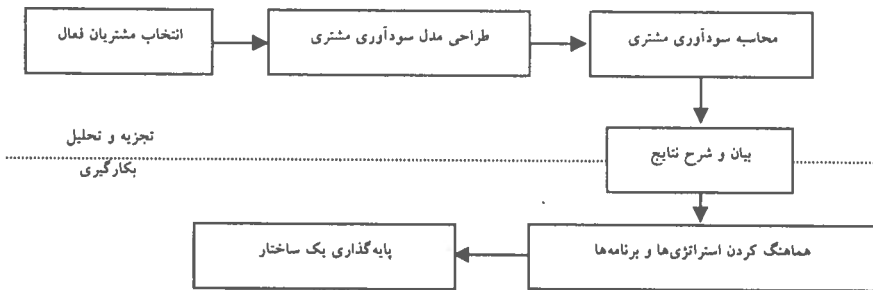 انتخاب مشتریان فعال
طراحی مدل سودآوری مشتری
محاسبه سودآوری مشتری
تجزیه و تحلیل
بیان و شرح نتایج
بکارگیری
هماهنگ کردن استراتژی‌ها و برنامه‌ها
پایه‌گذاری یک ساختار